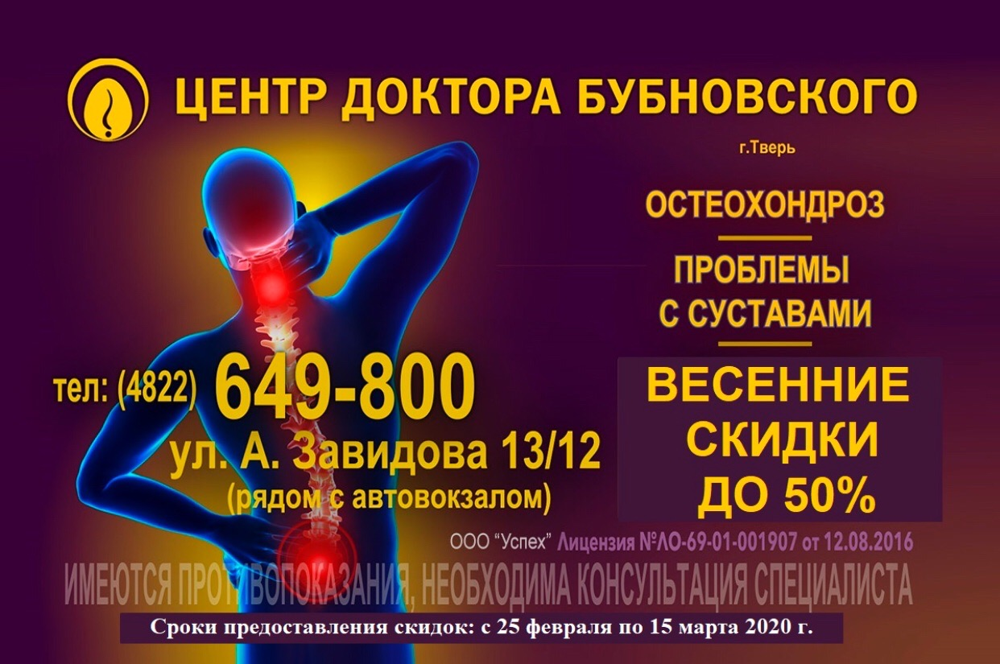 ЦЕНТР ДОКТОРА БУБНОВСКОГО
г.Тверь
ОСТЕОХОНДРОЗ
ПРОБЛЕМЫ
С СУСТАВАМИ
ВЕСЕННИЕ
СКИДКИ
ДО 50%
тел: (4822) 649-800
ул. А. Завидова 13/12
(рядом с автовокзалом)
ООО “Успех” Лицензия №ЛО-69-01-001907 от 12.08.2016
ИМЕЮТСЯ ПРОТИВОПОКАЗАНИЯ, НЕОБХОДИМА КОНСУЛЬТАЦИЯ СПЕЦИАЛИСТА
Сроки предоставления скидок: с 25 февраля по 15 марта 2020 г.